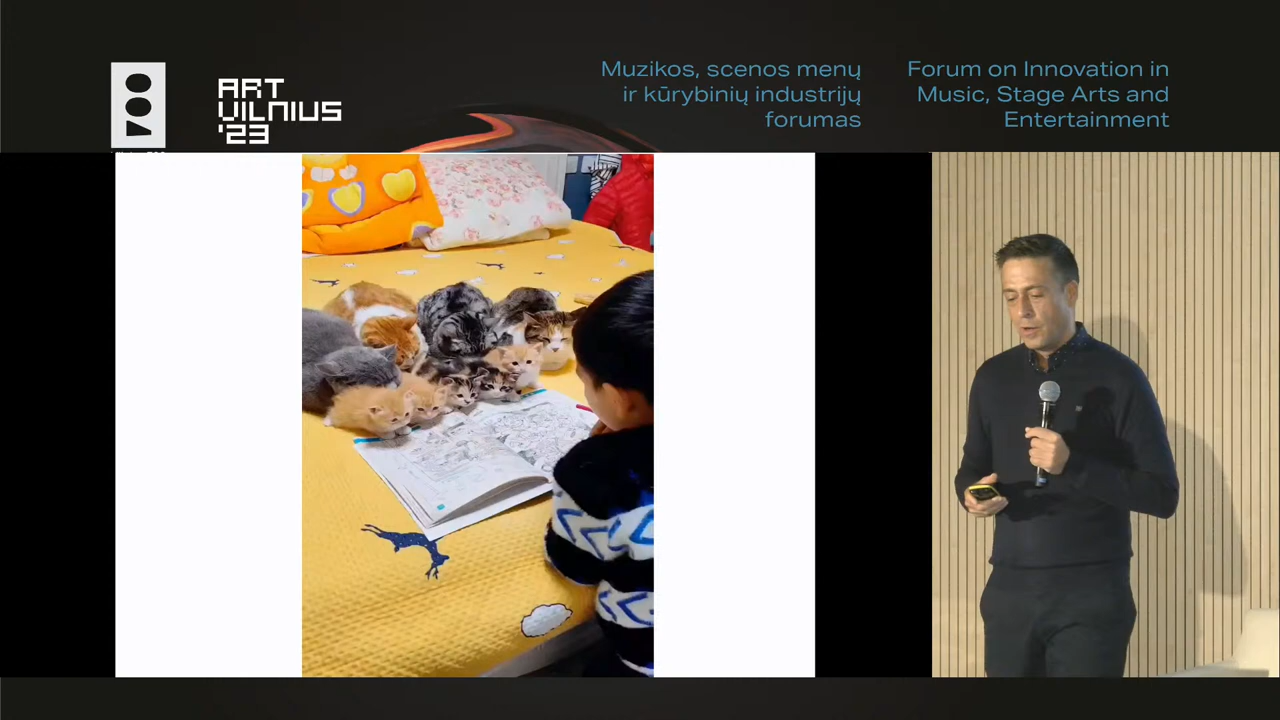 ART
VILNIUS
'23
Muzikos, scenos menų
ir kūrybinių industrijų
forumas
Forum on Innovation in
Music, Stage Arts and
Entertainment